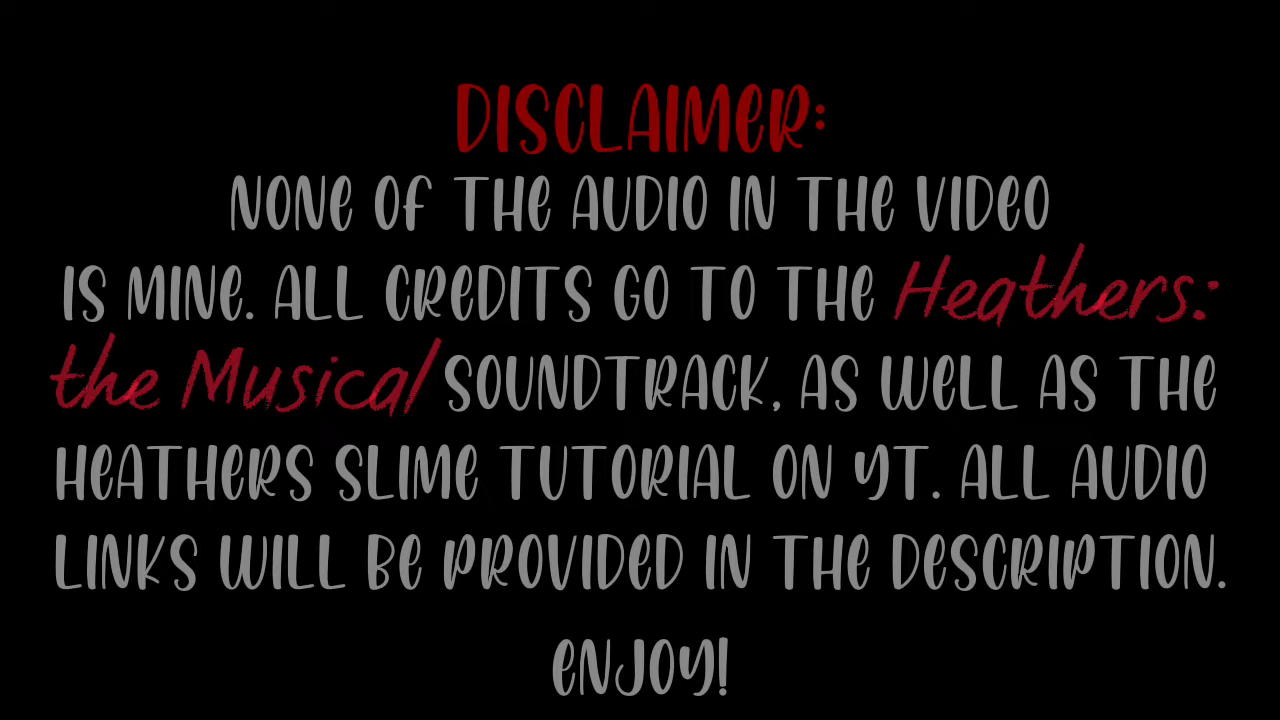 DISCLAIMER:
NONE OF THE AUDIO IN THE VIDEO
IS MINE. ALL CREDITS GO TO THE Heathers:
the Musical SOUNDTRACK, AS WELL AS THE
HEATHERS SLIME TUTORIAL ON YT. ALL AUDIO
LINKS WILL BE PROVIDED IN THE DESCRIPTION.
ENJOY!